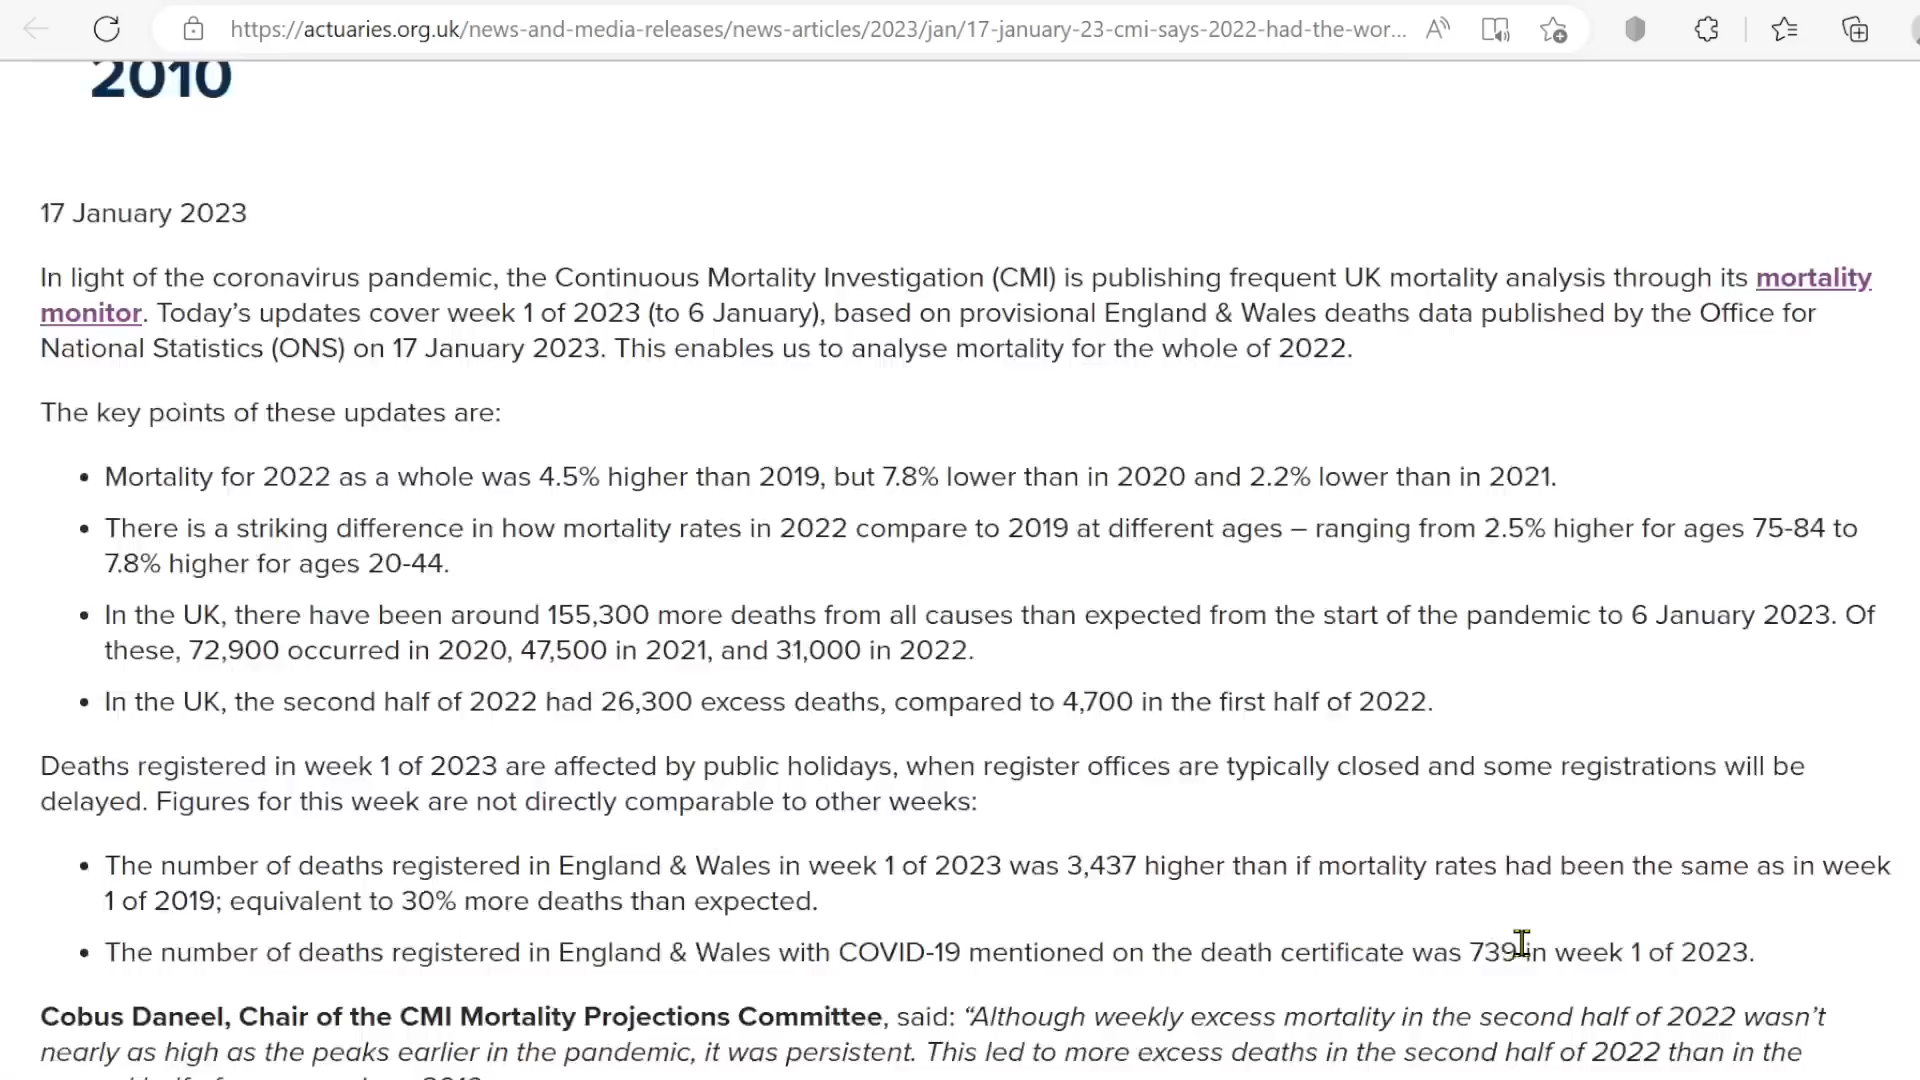 https://actuaries.org.uk/news-and-media-releases/news-articles/2023/jan/17-january-23-cmi-says-2022-had-the-wor...
2010
17 January 2023
In light of the coronavirus pandemic, the Continuous Mortality Investigation (CMI) is publishing frequent UK mortality analysis through its mortality
monitor. Today’s updates cover week 1 of 2023 (to 6 January), based on provisional England & Wales deaths data published by the Office for
National Statistics (ONS) on 17 January 2023. This enables us to analyse mortality for the whole of 2022.
The key points of these updates are:
• Mortality for 2022 as a whole was 4.5% higher than 2019, but 7.8% lower than in 2020 and 2.2% lower than in 2021.
• There is a striking difference in how mortality rates in 2022 compare to 2019 at different ages – ranging from 2.5% higher for ages 75-84 to
7.8% higher for ages 20-44.
• In the UK, there have been around 155,300 more deaths from all causes than expected from the start of the pandemic to 6 January 2023. Of
these, 72,900 occurred in 2020, 47,500 in 2021, and 31,000 in 2022.
• In the UK, the second half of 2022 had 26,300 excess deaths, compared to 4,700 in the first half of 2022.
Deaths registered in week 1 of 2023 are affected by public holidays, when register offices are typically closed and some registrations will be
delayed. Figures for this week are not directly comparable to other weeks:
• The number of deaths registered in England & Wales in week 1 of 2023 was 3,437 higher than if mortality rates had been the same as in week
1 of 2019; equivalent to 30% more deaths than expected.
• The number of deaths registered in England & Wales with COVID-19 mentioned on the death certificate was 739 in week 1 of 2023.
Cobus Daneel, Chair of the CMI Mortality Projections Committee, said: “Although weekly excess mortality in the second half of 2022 wasn’t
nearly as high as the peaks earlier in the pandemic, it was persistent. This led to more excess deaths in the second half of 2022 than in the